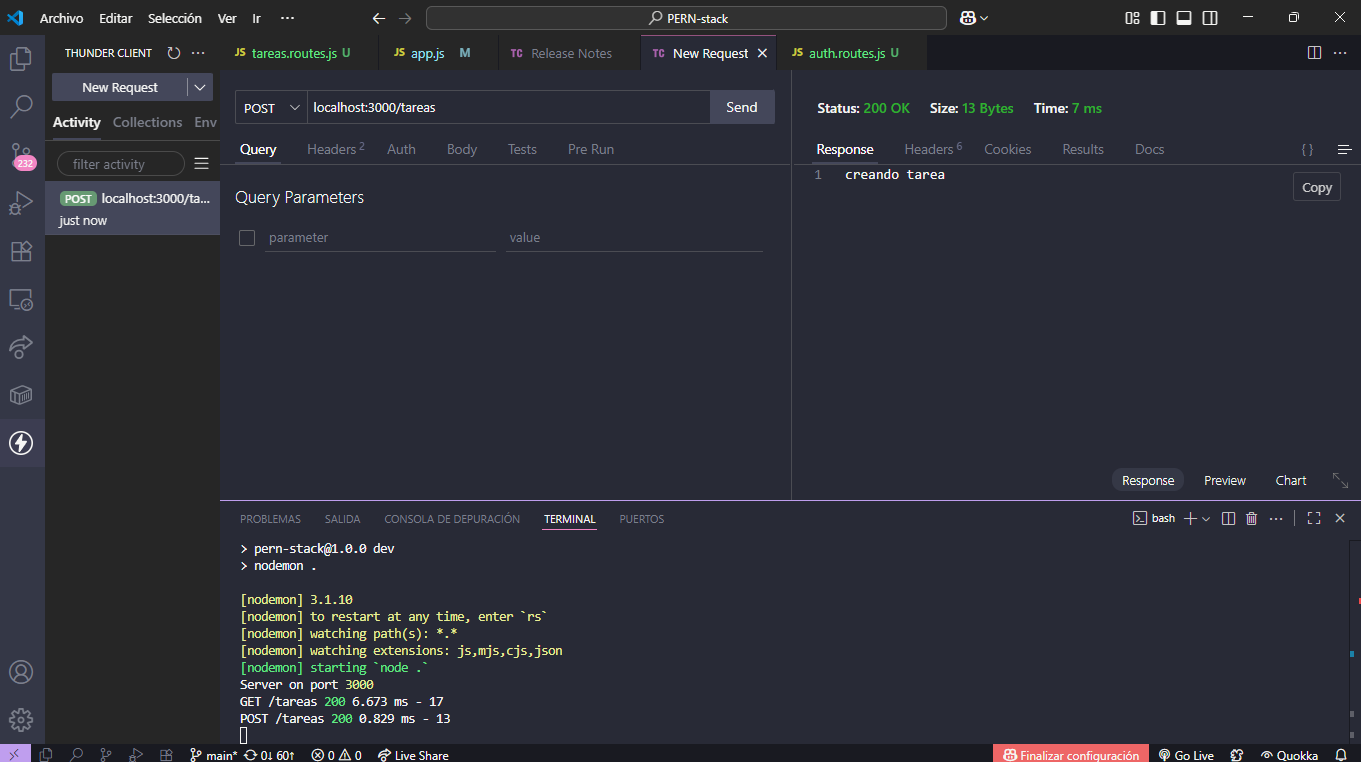 Archivo Editar Selección Ver Ir ··· PERN-stack
THUNDER CLIENT ···
JS tareas.routes.js U JS app.js M TC Release Notes TC New Request JS auth.routes.js U ···
New Request
Activity Collections Env
filter activity
POST localhost:3000/ta...
just now
232
POST localhost:3000/tareas Send
Query Headers 2 Auth Body Tests Pre Run
Query Parameters
parameter value
Status: 200 OK Size: 13 Bytes Time: 7 ms
Response Headers 6 Cookies Results Docs { }
1 creando tarea
Copy
Response Preview Chart
PROBLEMAS SALIDA CONSOLA DE DEPURACIÓN TERMINAL PUERTOS bash ···
> pern-stack@1.0.0 dev
> nodemon .
[nodemon] 3.1.10
[nodemon] to restart at any time, enter `rs`
[nodemon] watching path(s): *.*
[nodemon] watching extensions: js,mjs,cjs,json
[nodemon] starting `node .`
Server on port 3000
GET /tareas 200 6.673 ms - 17
POST /tareas 200 0.829 ms - 13
main* 0↓ 60↑ 0 0 Live Share Finalizar configuración Go Live Quokka